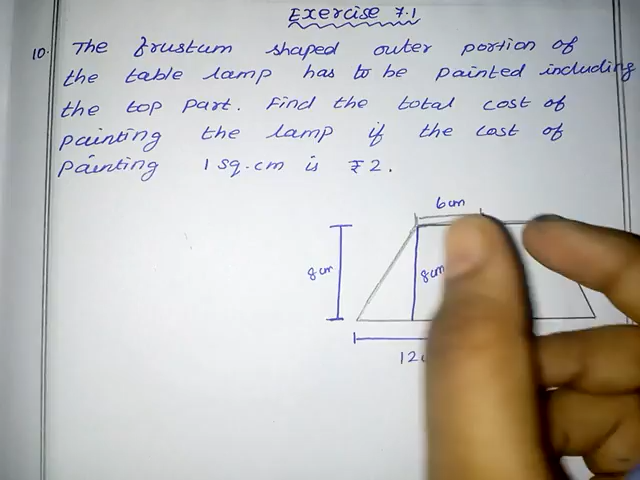 Exercise 7.1
10. The frustum shaped outer portion of
the table lamp has to be painted including
the top part. Find the total cost of
painting the lamp if the cost of
painting 1 sq.cm is ₹2.
6cm
8cm
8cm
12